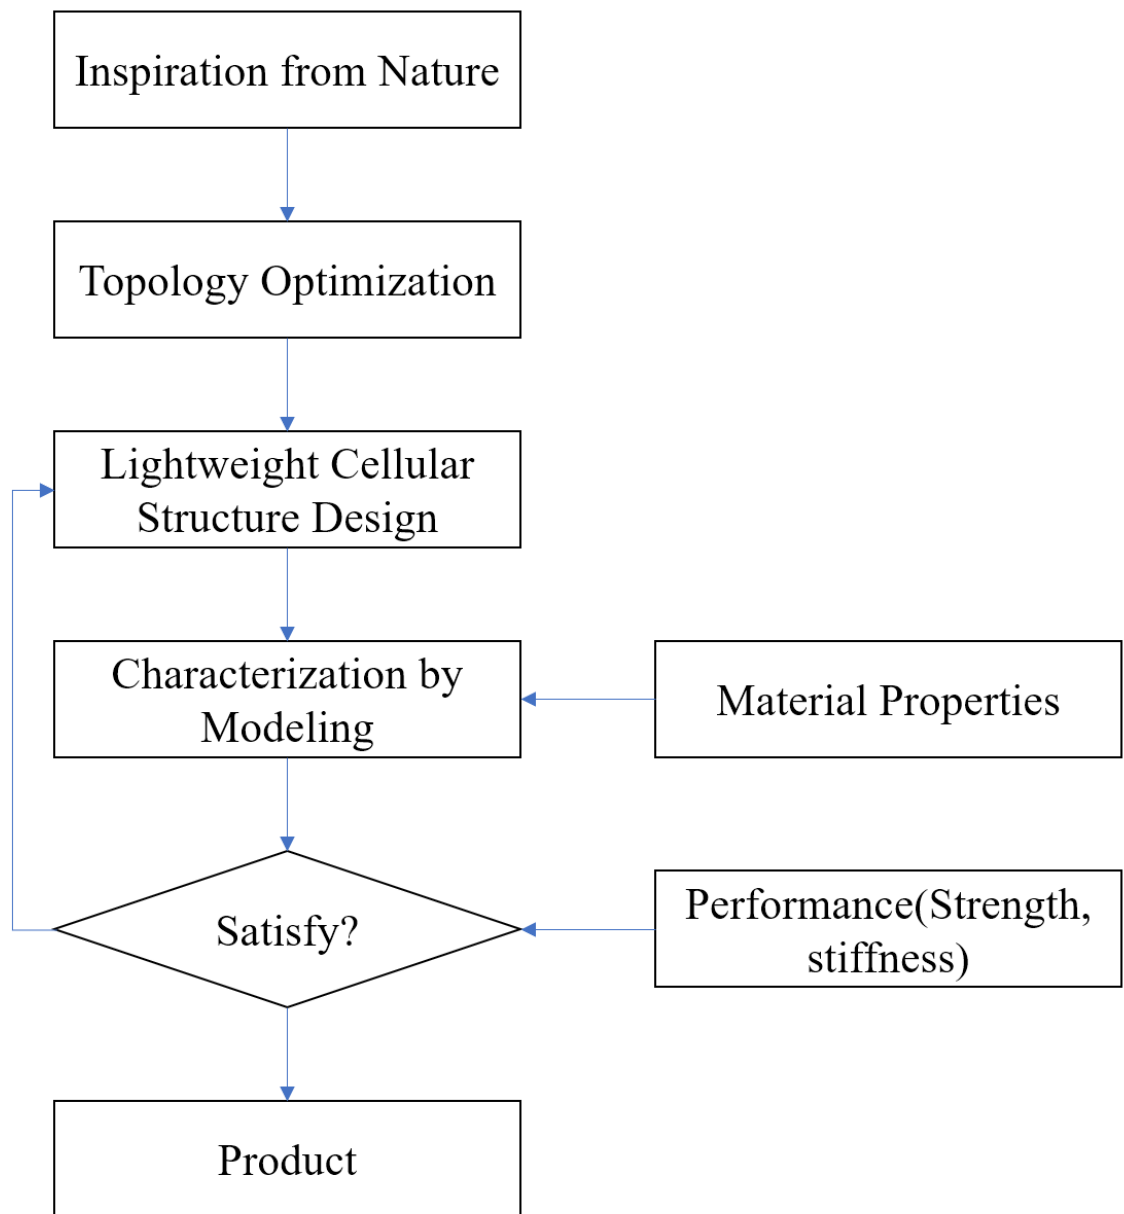 Inspiration from Nature
Topology Optimization
Lightweight Cellular
Structure Design
Characterization by
Modeling
Material Properties
Satisfy?
Performance(Strength,
stiffness)
Product